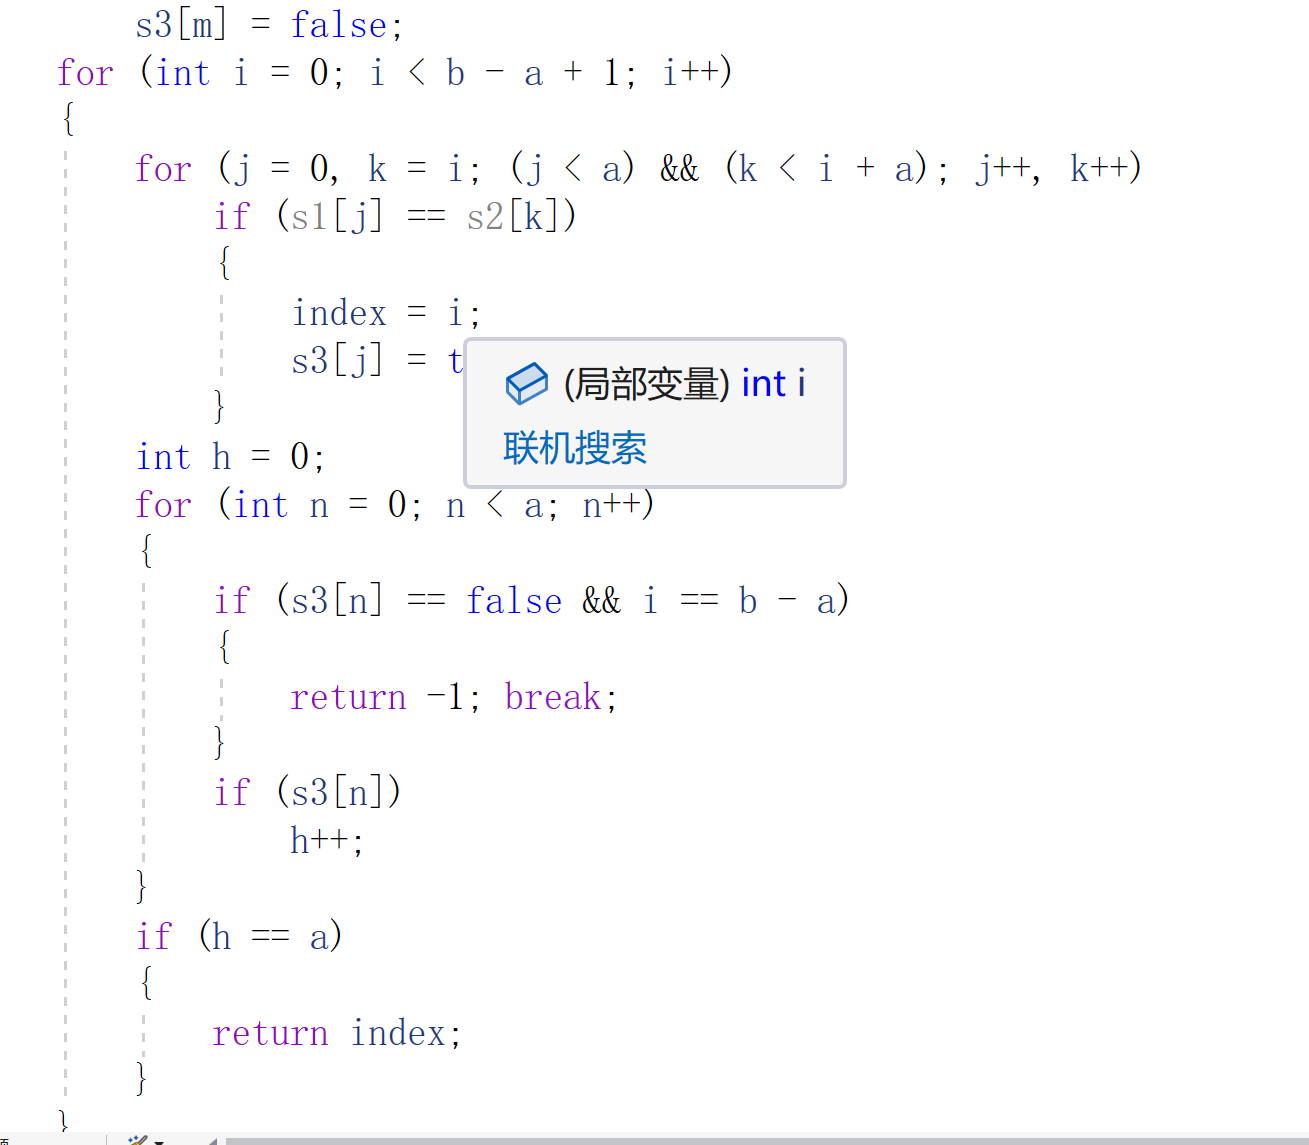 s3[m] = false;
for (int i = 0; i < b - a + 1; i++)
{
for (j = 0, k = i; (j < a) && (k < i + a); j++, k++)
if (s1[j] == s2[k])
{
index = i;
s3[j] = t
(局部变量) int i
联机搜索
}
int h = 0;
for (int n = 0; n < a; n++)
{
if (s3[n] == false && i == b - a)
{
return -1; break;
}
if (s3[n])
h++;
}
if (h == a)
{
return index;
}
}